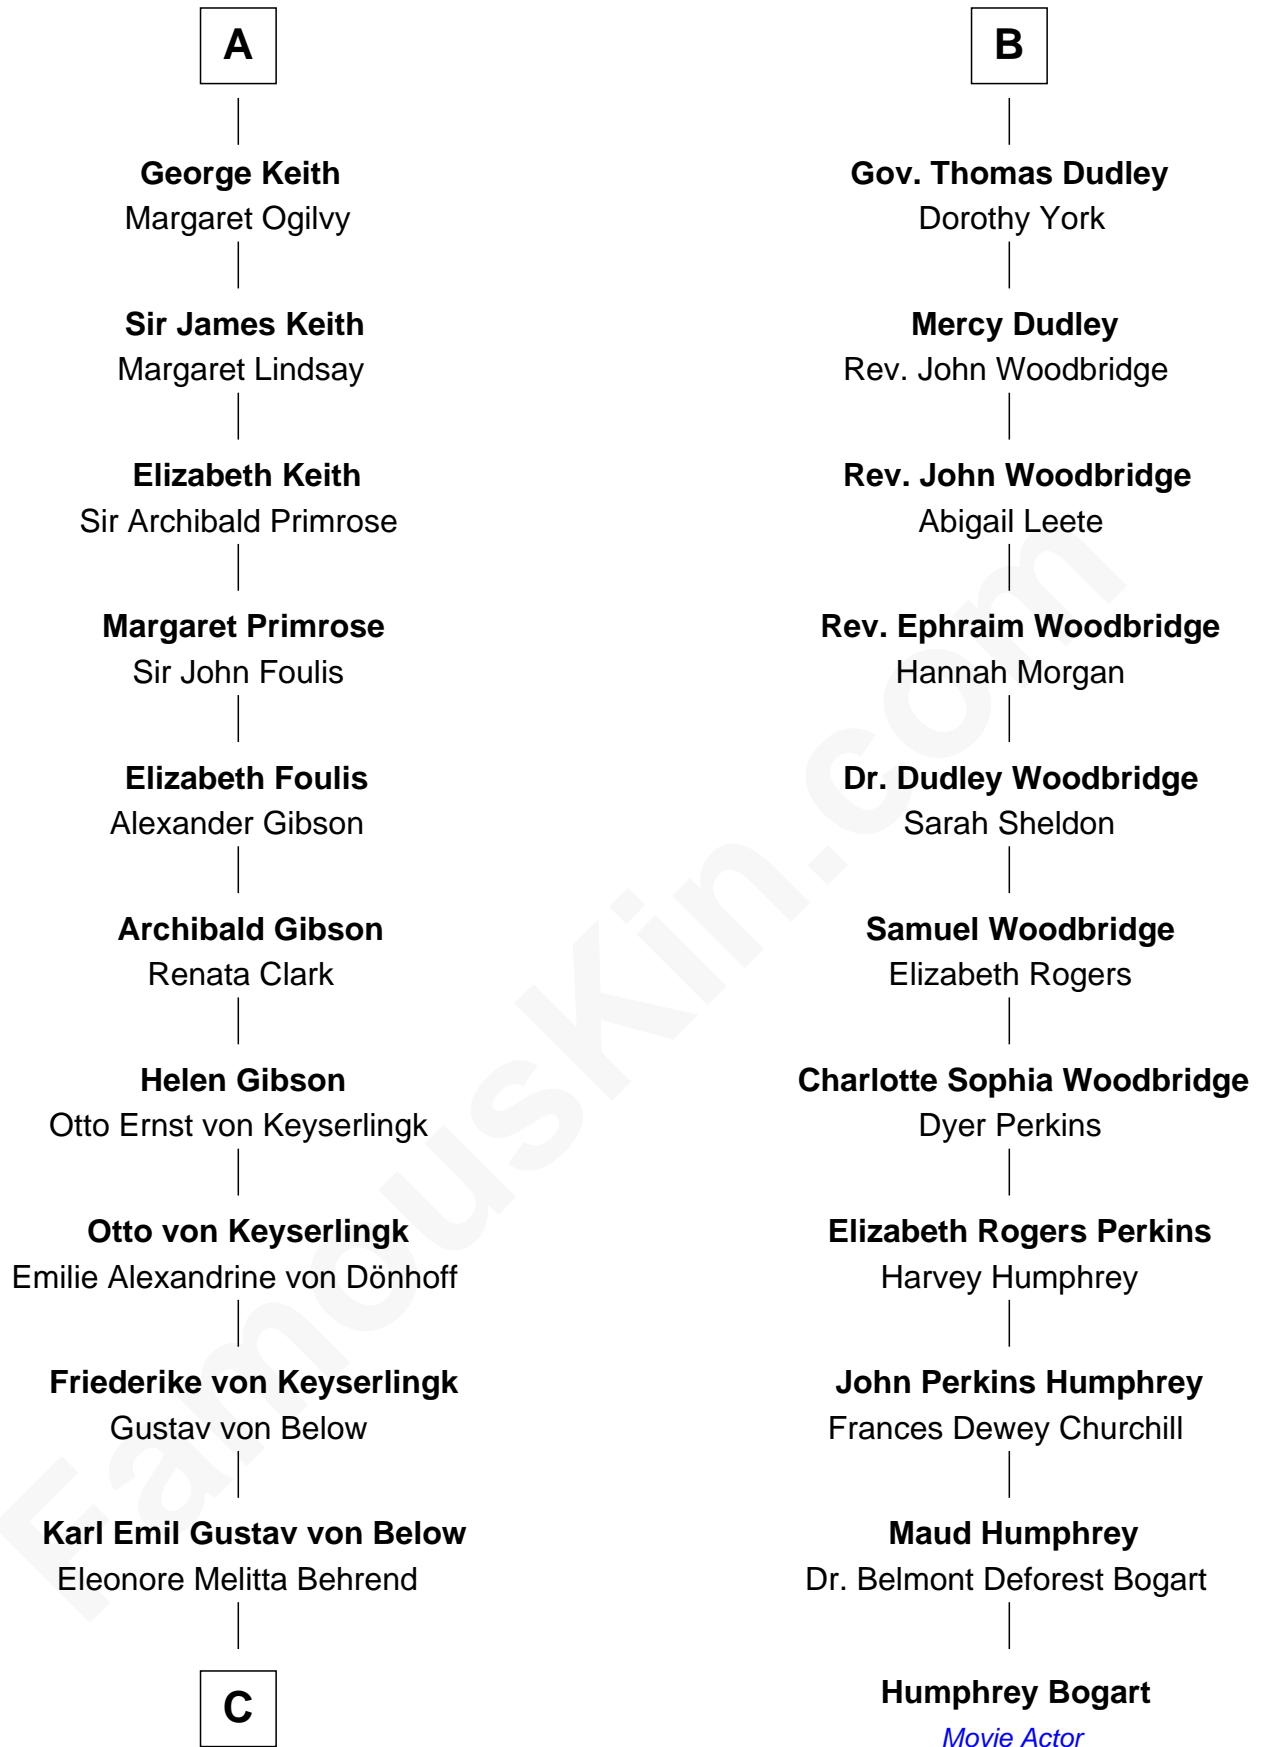 A
George Keith
Margaret Ogilvy
Sir James Keith
Margaret Lindsay
Elizabeth Keith
Sir Archibald Primrose
Margaret Primrose
Sir John Foulis
Elizabeth Foulis
Alexander Gibson
Archibald Gibson
Renata Clark
Helen Gibson
Otto Ernst von Keyserlingk
Otto von Keyserlingk
Emilie Alexandrine von Dönhoff
Friederike von Keyserlingk
Gustav von Below
Karl Emil Gustav von Below
Eleonore Melitta Behrend
C
B
Gov. Thomas Dudley
Dorothy York
Mercy Dudley
Rev. John Woodbridge
Rev. John Woodbridge
Abigail Leete
Rev. Ephraim Woodbridge
Hannah Morgan
Dr. Dudley Woodbridge
Sarah Sheldon
Samuel Woodbridge
Elizabeth Rogers
Charlotte Sophia Woodbridge
Dyer Perkins
Elizabeth Rogers Perkins
Harvey Humphrey
John Perkins Humphrey
Frances Dewey Churchill
Maud Humphrey
Dr. Belmont Deforest Bogart
Humphrey Bogart
Movie Actor
FamousKin.com